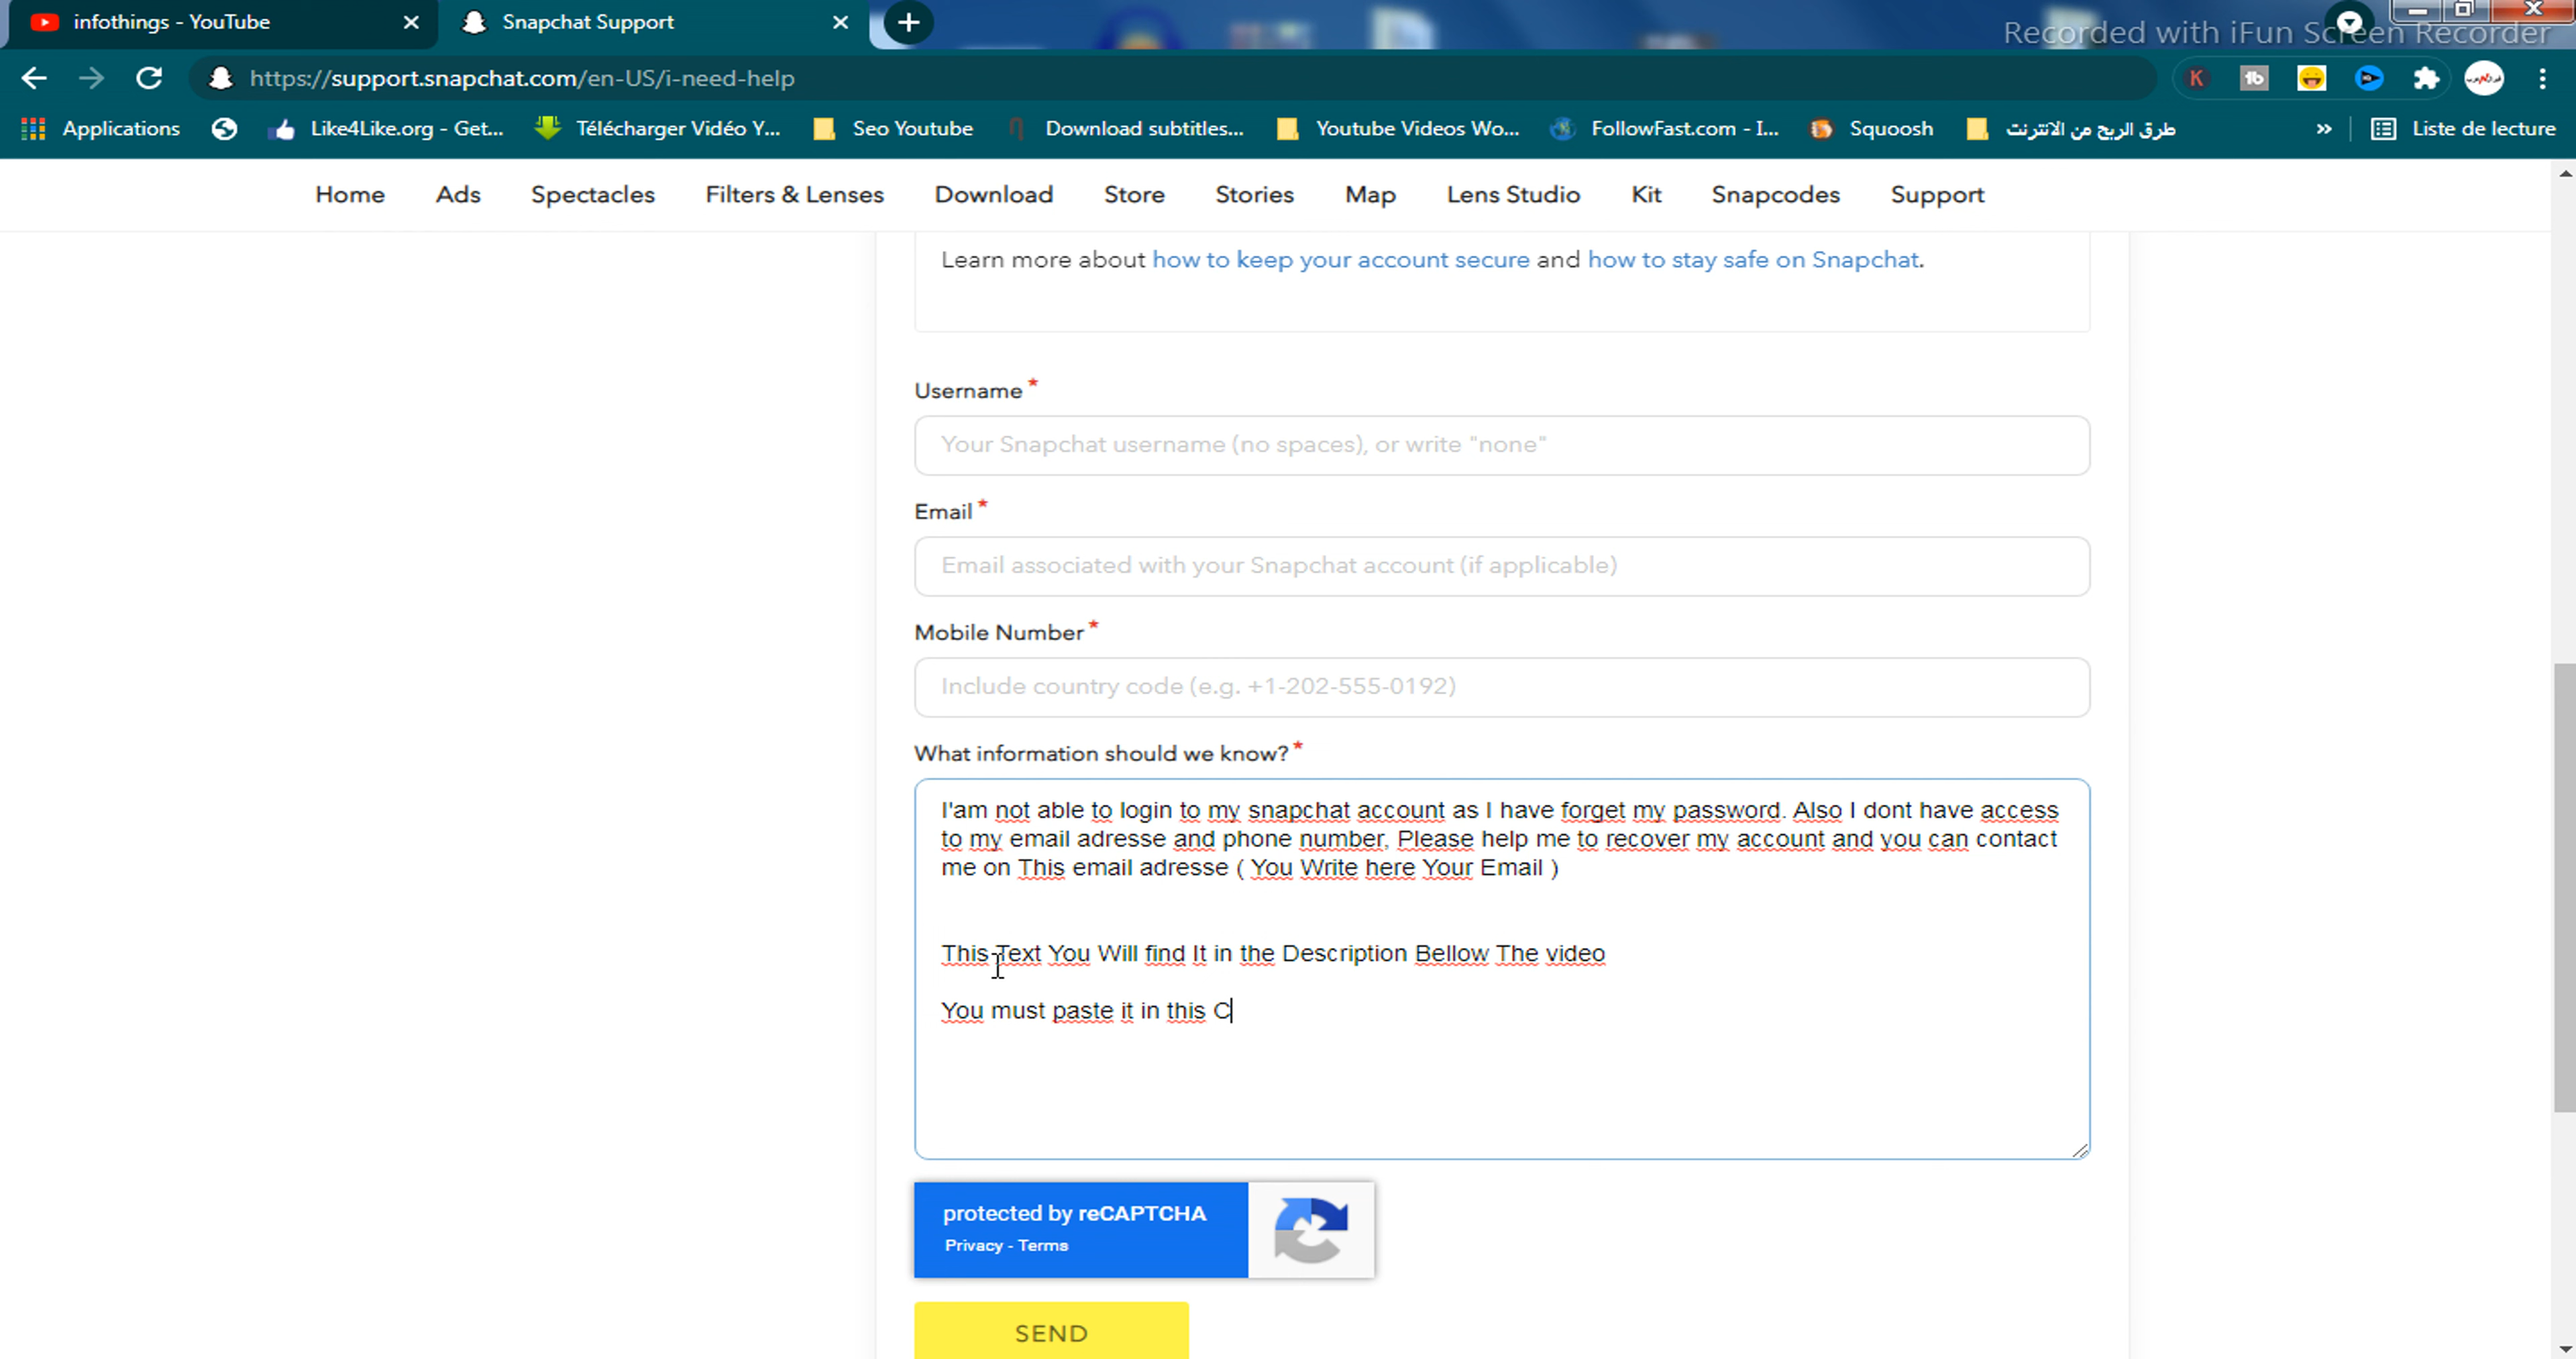 infothings - YouTube
Snapchat Support
Recorded with iFun Screen Recorder
https://support.snapchat.com/en-US/i-need-help
Applications
Like4Like.org - Get...
Télécharger Vidéo Y...
Seo Youtube
Download subtitles...
Youtube Videos Wo...
FollowFast.com - I...
Squoosh
طرق الربح من الانترنت
»
Liste de lecture
Home Ads Spectacles Filters & Lenses Download Store Stories Map Lens Studio Kit Snapcodes Support
Learn more about how to keep your account secure and how to stay safe on Snapchat.
Username *
Your Snapchat username (no spaces), or write "none"
Email *
Email associated with your Snapchat account (if applicable)
Mobile Number *
Include country code (e.g. +1-202-555-0192)
What information should we know? *
I'am not able to login to my snapchat account as I have forget my password. Also I dont have access
to my email adresse and phone number, Please help me to recover my account and you can contact
me on This email adresse ( You Write here Your Email )
This Text You Will find It in the Description Bellow The video
You must paste it in this C
protected by reCAPTCHA
Privacy - Terms
SEND